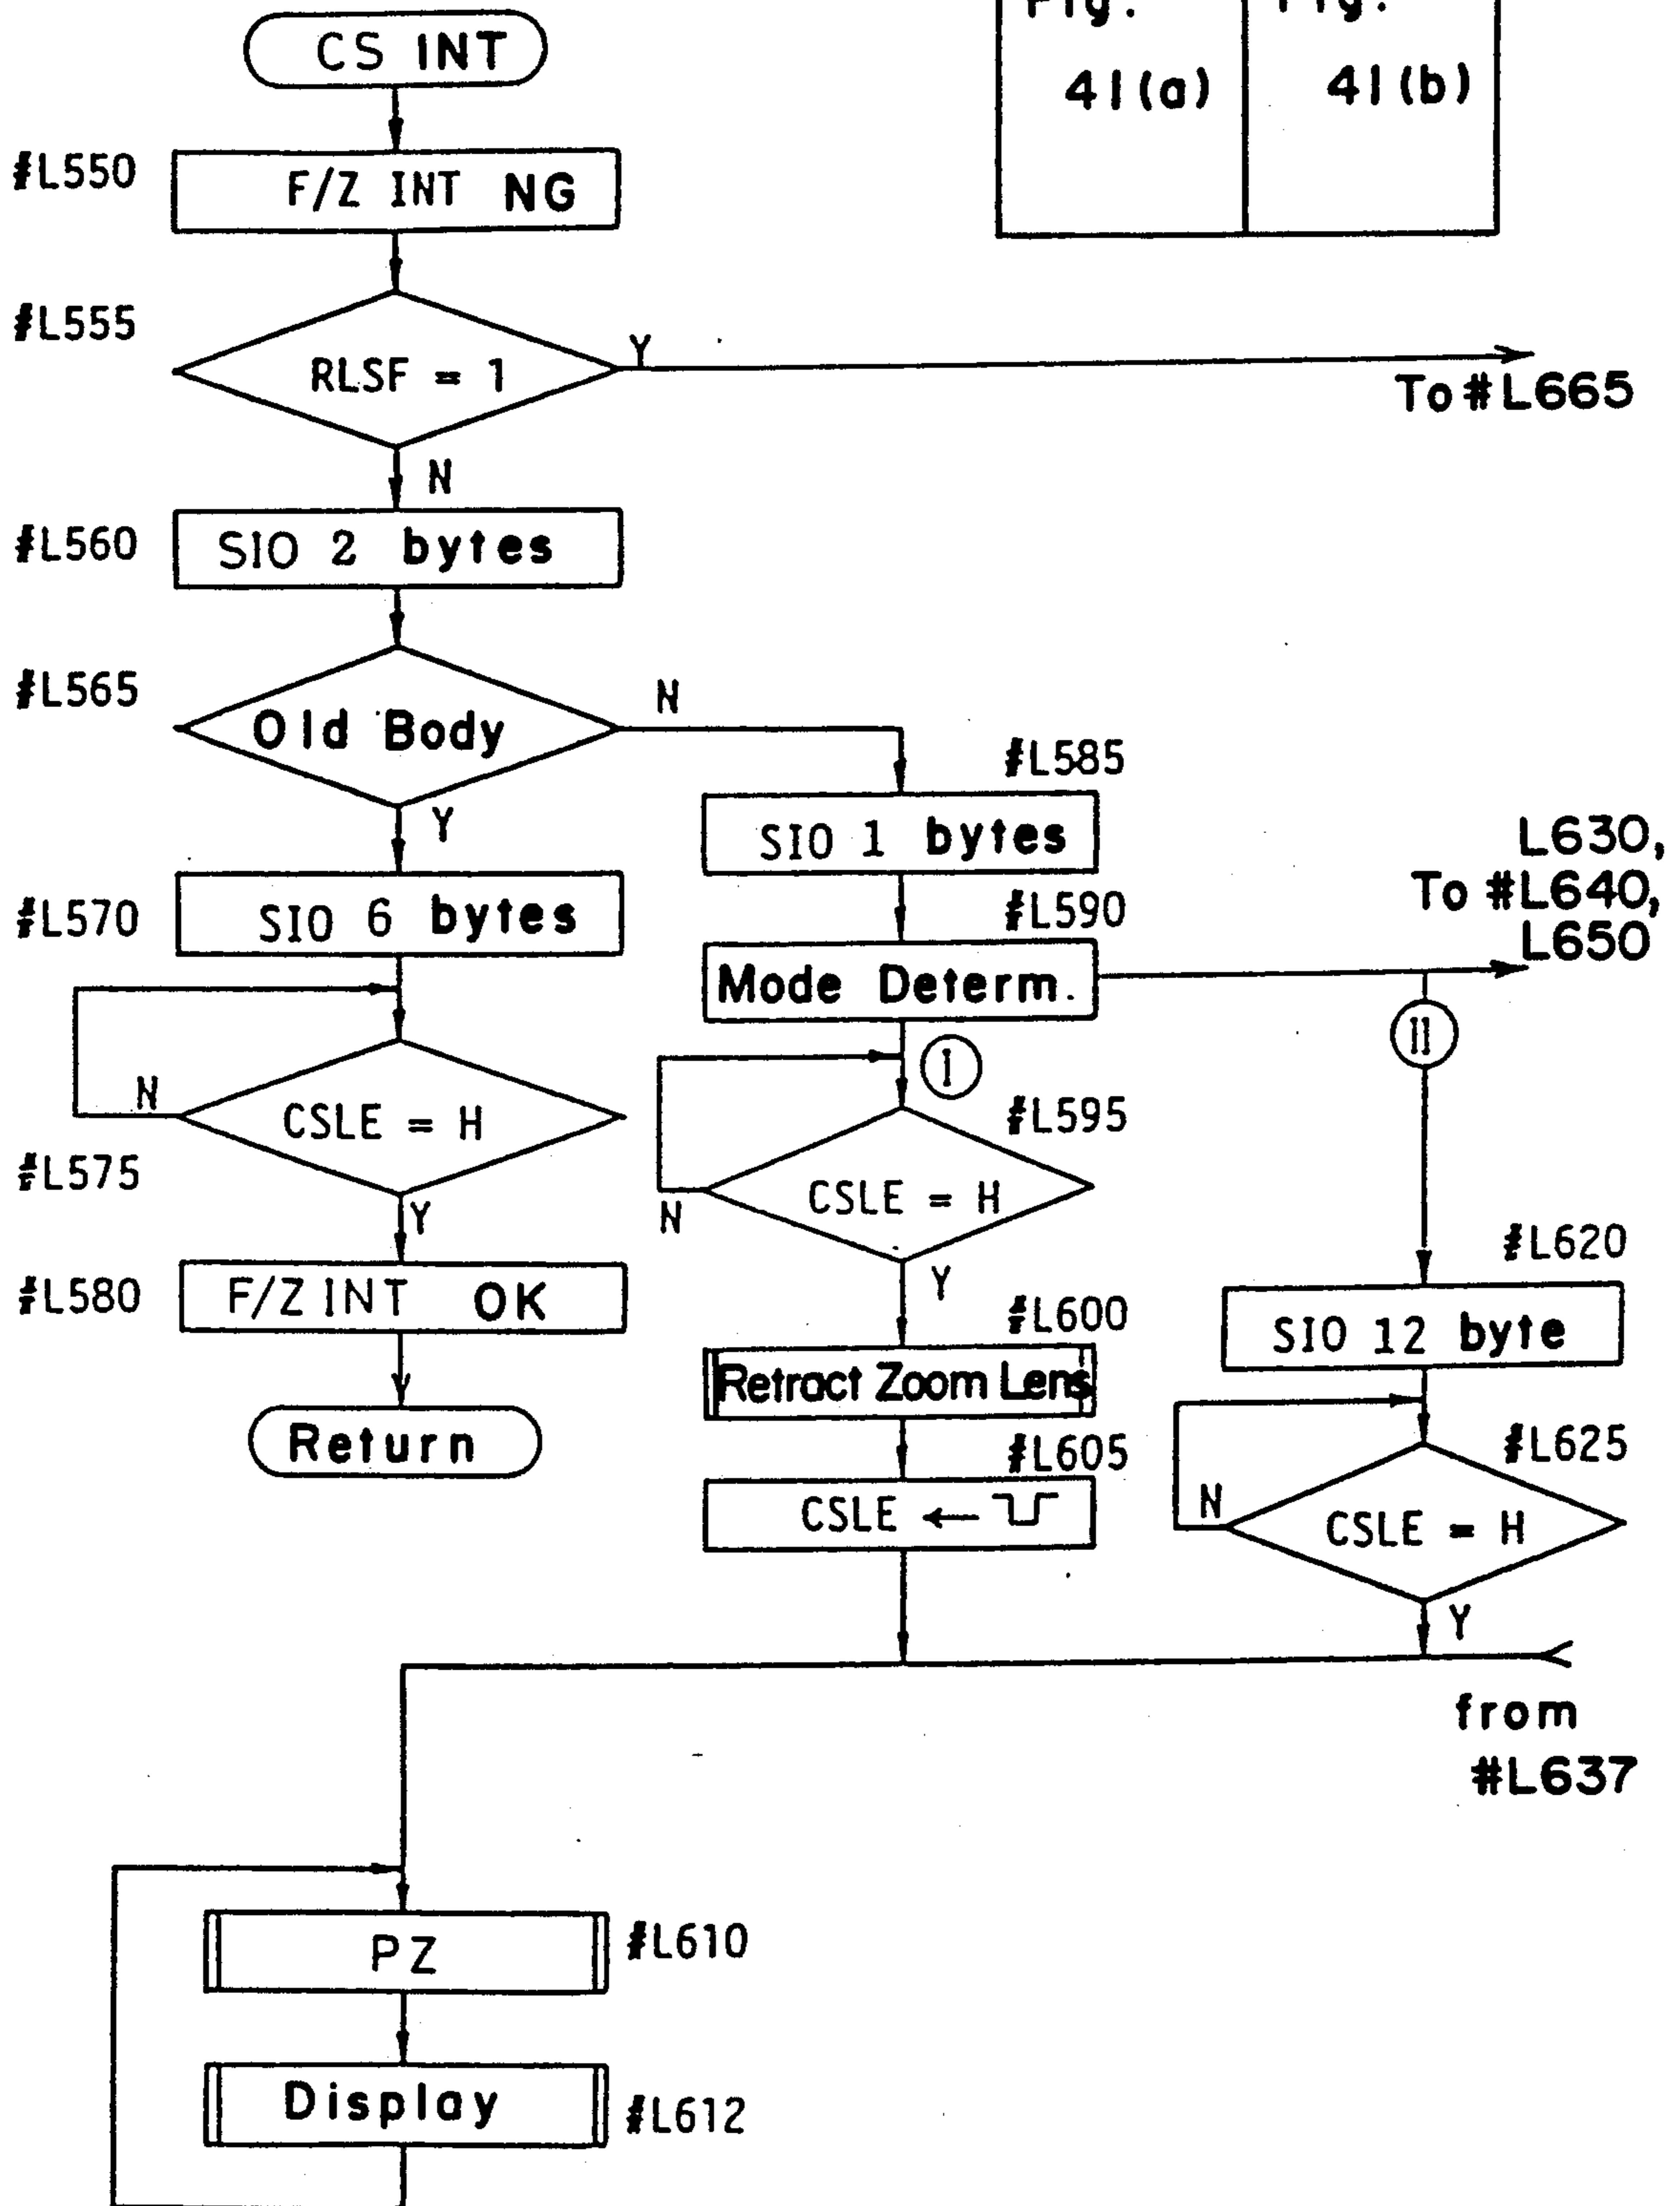 Fig.
41(a)
Fig.
41(b)
CS INT
#L550
F/Z INT NG
#L555
RLSF = 1
Y
To #L665
N
#L560
SIO 2 bytes
#L565
Old Body
N
Y
#L585
SIO 1 bytes
L630,
To #L640,
L650
#L570
SIO 6 bytes
#L590
Mode Determ.
I
II
N
CSLE = H
#L575
Y
#L595
CSLE = H
N
Y
#L580
F/Z INT OK
Return
#L600
Retract Zoom Lens
#L605
CSLE ←
#L620
SIO 12 byte
#L625
N
CSLE = H
Y
from
#L637
PZ
#L610
Display
#L612